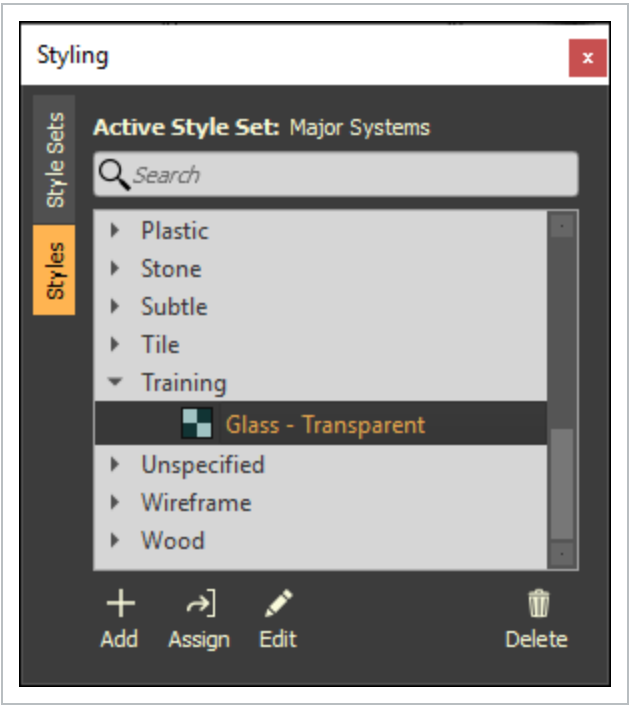 Styling
x
Style Sets
Styles
Active Style Set: Major Systems
Search
Plastic
Stone
Subtle
Tile
Training
Glass - Transparent
Unspecified
Wireframe
Wood
Add Assign Edit Delete